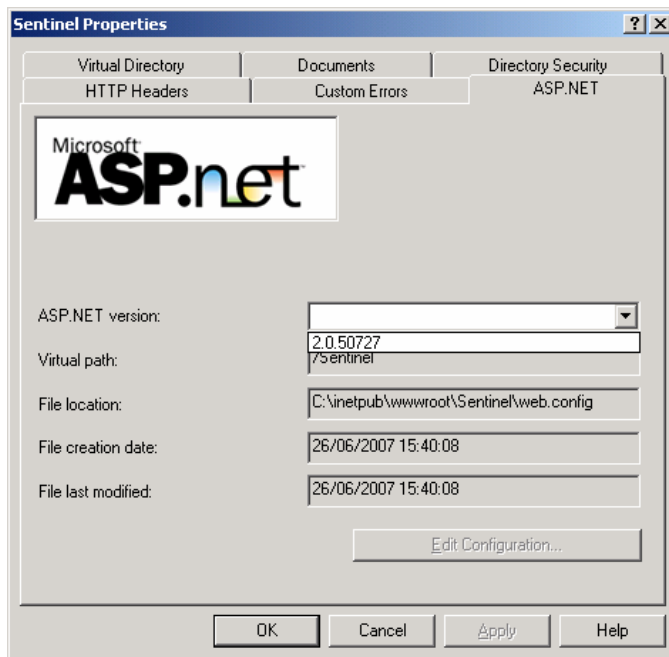 Sentinel Properties
Virtual Directory Documents Directory Security
HTTP Headers Custom Errors ASP.NET
Microsoft
ASP.net
ASP.NET version:
2.0.50727
Virtual path: /Sentinel
File location: C:\inetpub\wwwroot\Sentinel\web.config
File creation date: 26/06/2007 15:40:08
File last modified: 26/06/2007 15:40:08
Edit Configuration...
OK Cancel Apply Help